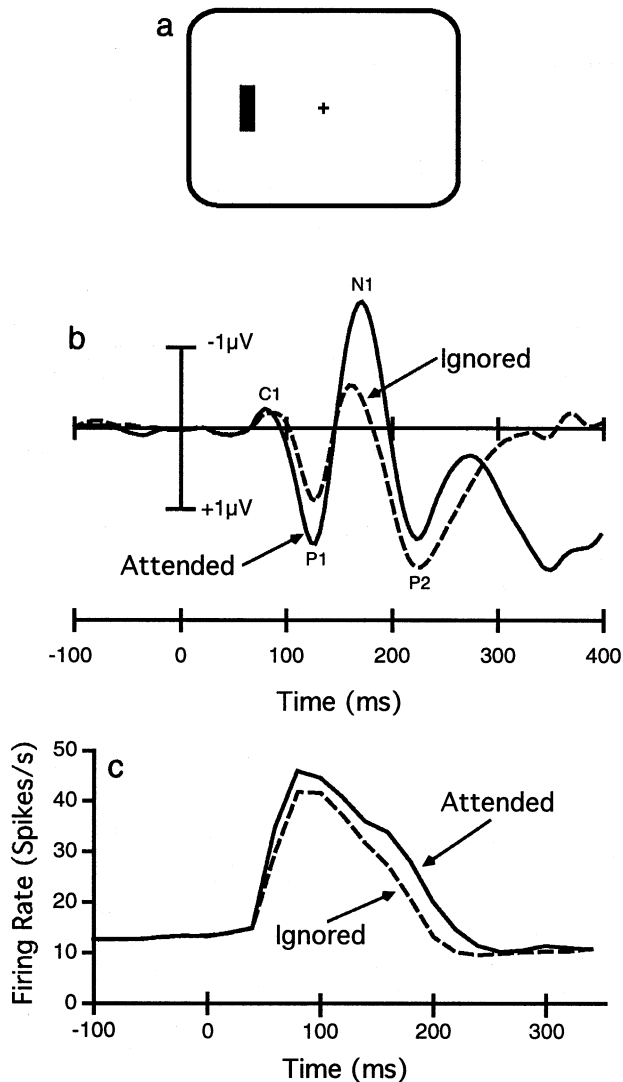 a
+
b
N1
-1µV
Ignored
C1
+1µV
Attended
P1
P2
-100 0 100 200 300 400
Time (ms)
c
Firing Rate (Spikes/s)
50
40
30
20
10
0
Attended
Ignored
-100 0 100 200 300
Time (ms)